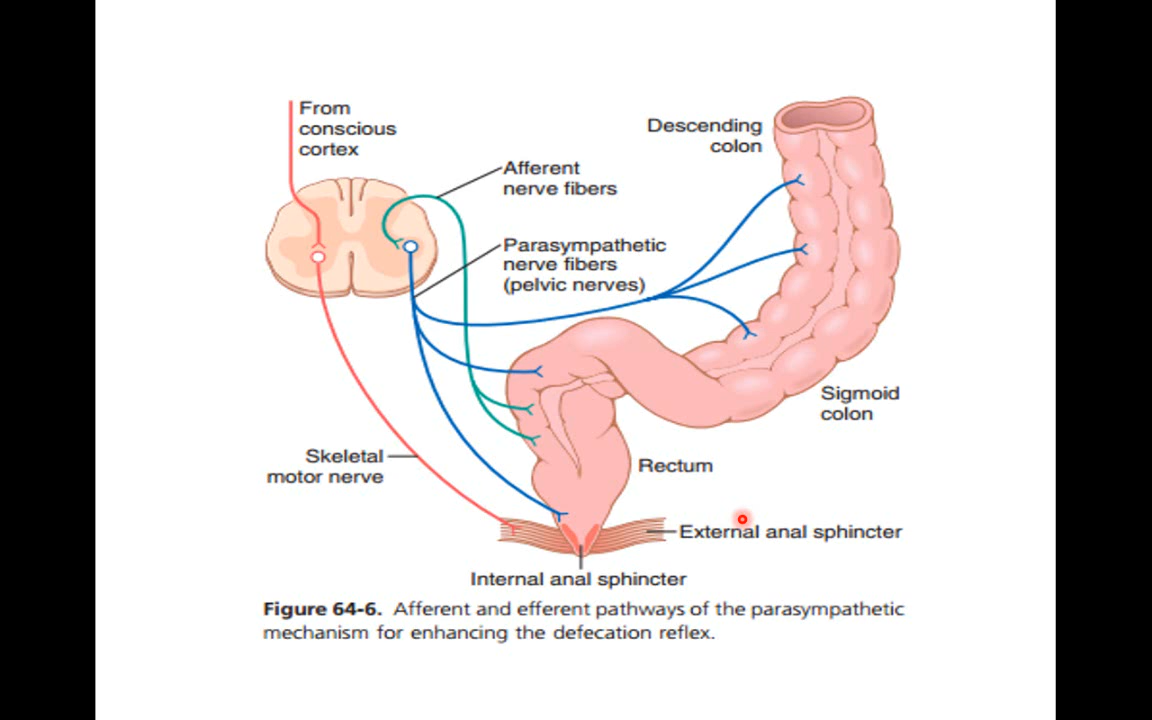 From
conscious
cortex
Descending
colon
Afferent
nerve fibers
Parasympathetic
nerve fibers
(pelvic nerves)
Sigmoid
colon
Skeletal
motor nerve
Rectum
External anal sphincter
Internal anal sphincter
Figure 64-6. Afferent and efferent pathways of the parasympathetic
mechanism for enhancing the defecation reflex.